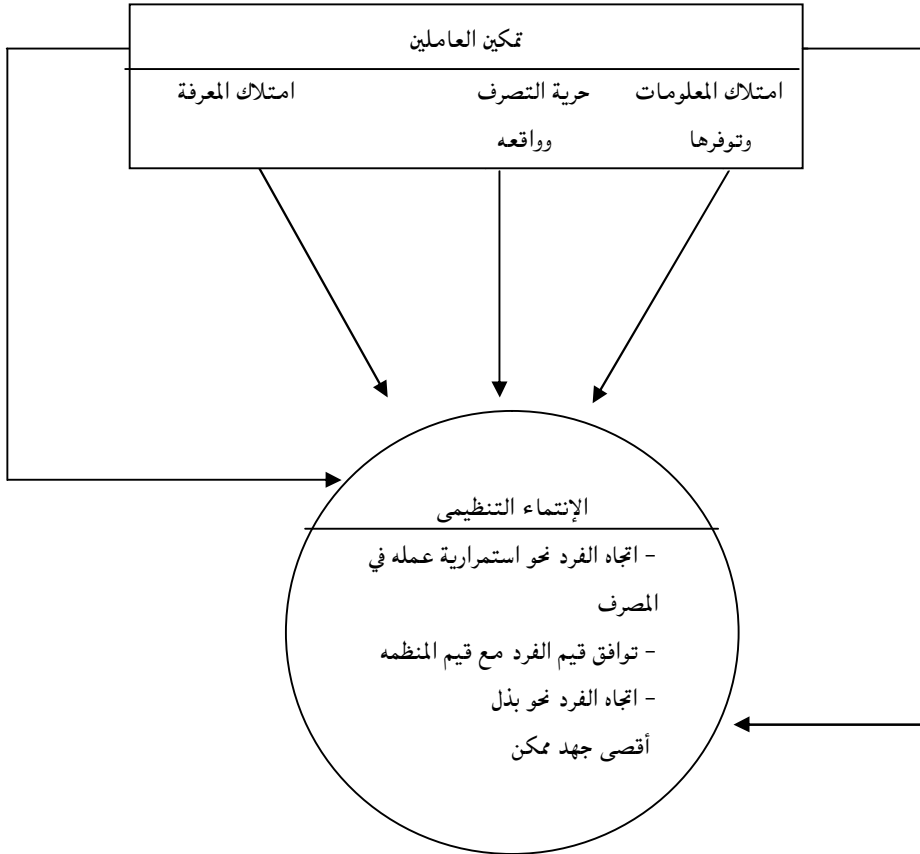 تمكين العاملين
امتلاك المعلومات
وتوفرها
حرية التصرف
وواقعه
امتلاك المعرفة
الإنتماء التنظيمى
- اتجاه الفرد نحو استمرارية عمله في
المصرف
- توافق قيم الفرد مع قيم المنظمه
- اتجاه الفرد نحو بذل
أقصى جهد ممكن